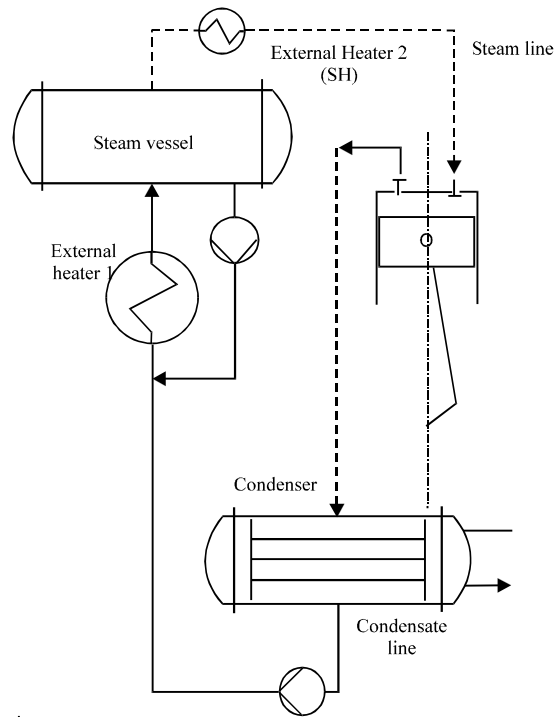 External Heater 2
(SH)
Steam line
Steam vessel
External
heater 1
Condenser
Condensate
line